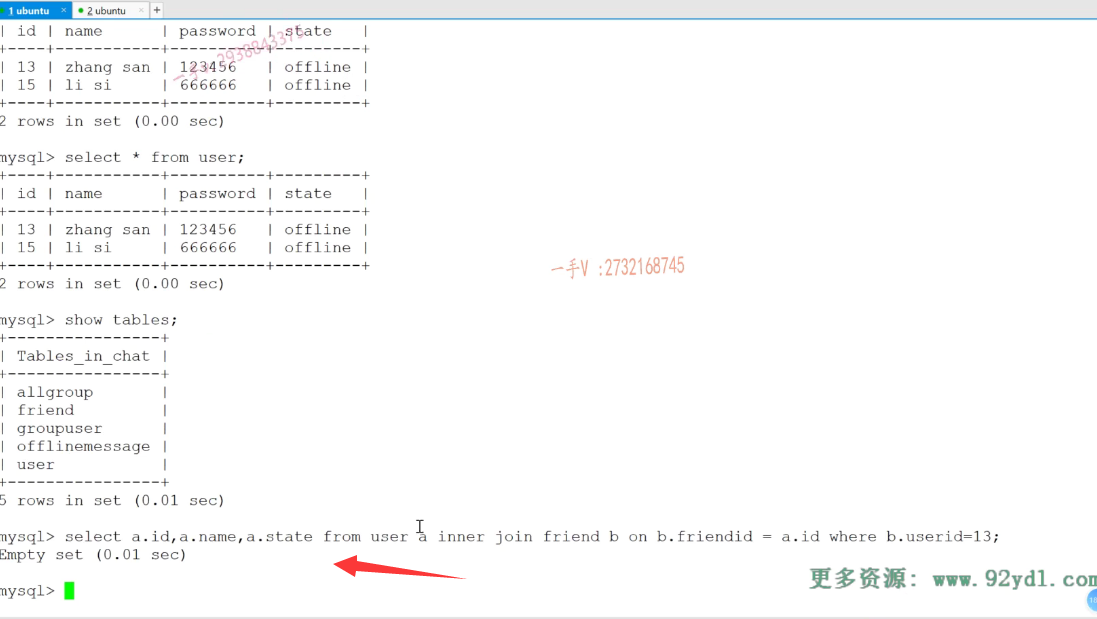 1 ubuntu × 2 ubuntu × +
| id | name | password | state |
+----+-----------+----------+---------+
| 13 | zhang san | 123456 | offline |
| 15 | li si | 666666 | offline |
+----+-----------+----------+---------+
2 rows in set (0.00 sec)
mysql> select * from user;
+----+-----------+----------+---------+
| id | name | password | state |
+----+-----------+----------+---------+
| 13 | zhang san | 123456 | offline |
| 15 | li si | 666666 | offline |
+----+-----------+----------+---------+
一手V :2732168745
2 rows in set (0.00 sec)
mysql> show tables;
+----------------+
| Tables_in_chat |
+----------------+
| allgroup |
| friend |
| groupuser |
| offlinemessage |
| user |
+----------------+
5 rows in set (0.01 sec)
mysql> select a.id,a.name,a.state from user a inner join friend b on b.friendid = a.id where b.userid=13;
Empty set (0.01 sec)
更多资源: www.92ydl.com
mysql>